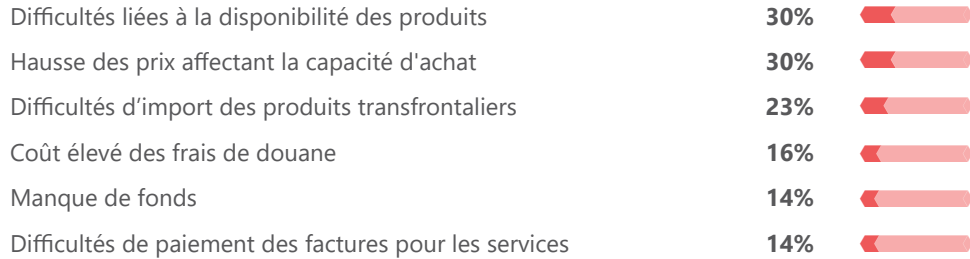 Difficultés liées à la disponibilité des produits 30%
Hausse des prix affectant la capacité d'achat 30%
Difficultés d’import des produits transfrontaliers 23%
Coût élevé des frais de douane 16%
Manque de fonds 14%
Difficultés de paiement des factures pour les services 14%